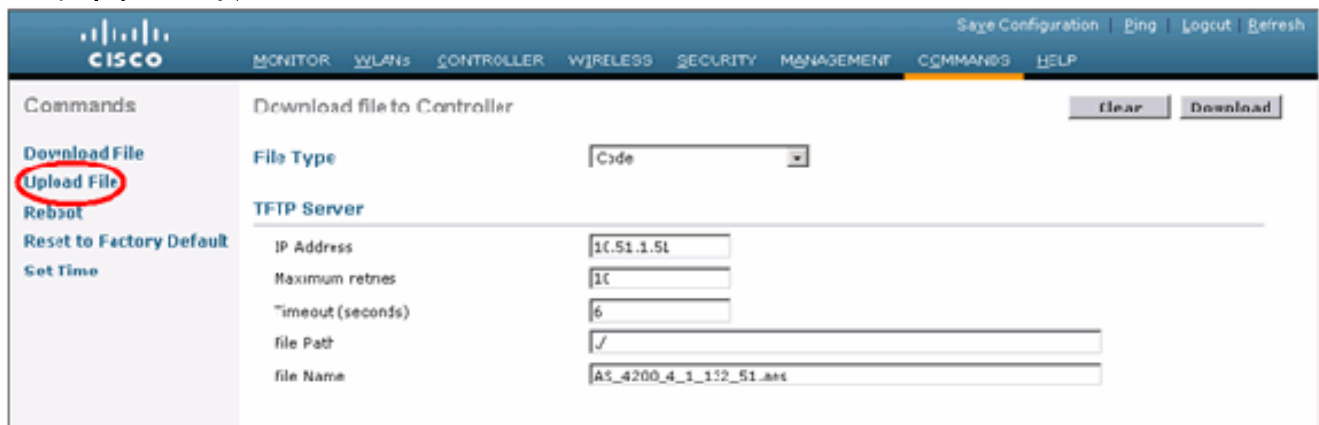 Save Configuration | Ping | Logout | Refresh
CISCO
MONITOR WLANs CONTROLLER WIRELESS SECURITY MANAGEMENT COMMANDS HELP
Commands
Download file to Controller
Clear Download
Download File
Upload File
Reboot
Reset to Factory Default
Set Time
File Type Code
TFTP Server
IP Address
Maximum retries 10
Timeout (seconds) 6
File Path ./
File Name